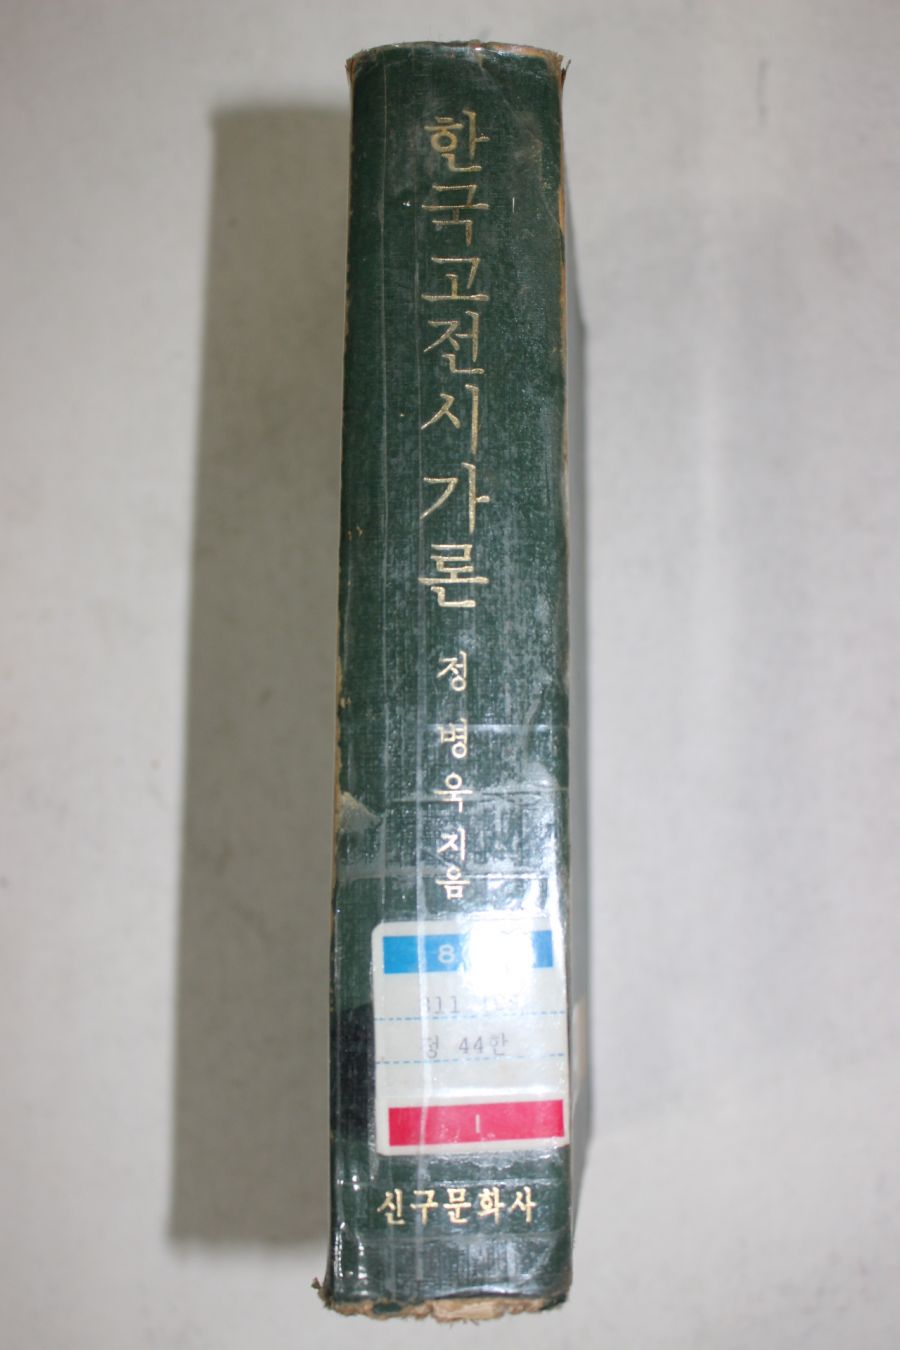 한국고전시가론
정병욱 지음
8
정 44한
1
신구문화사